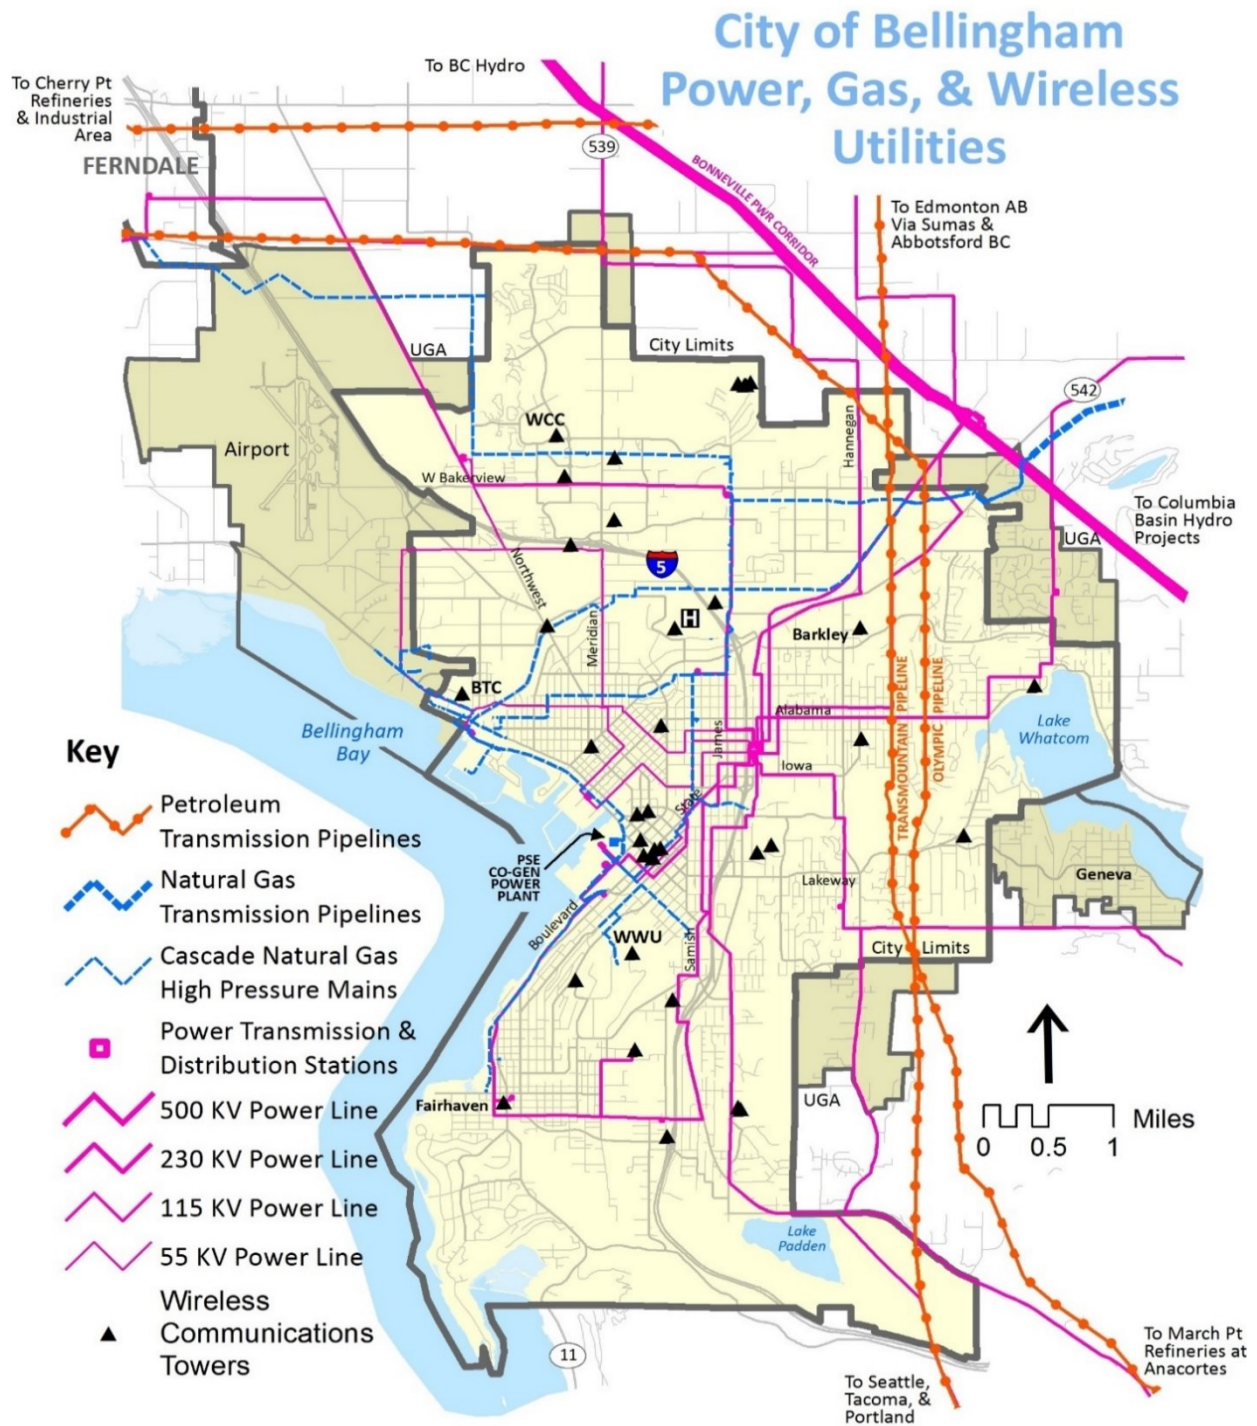 City of Bellingham
Power, Gas, & Wireless
Utilities
To BC Hydro
To Cherry Pt
Refineries
& Industrial
Area
FERNDALE
539
BONNEVILLE PWR CORRIDOR
To Edmonton AB
Via Sumas &
Abbotsford BC
UGA
City Limits
542
WCC
Hannegan
Airport
W Bakerview
To Columbia
Basin Hydro
Projects
UGA
5
Northwest
H
Meridian
Barkley
BTC
TRANSMOUNTAIN PIPELINE
OLYMPIC PIPELINE
Alabama
Lake
Whatcom
Bellingham
Bay
James
Iowa
State
PSE
CO-GEN
POWER
PLANT
Lakeway
Geneva
Boulevard
WWU
Samish
City Limits
Fairhaven
UGA
0 0.5 1 Miles
Lake
Padden
11
To March Pt
Refineries at
Anacortes
To Seattle,
Tacoma, &
Portland
Key
Petroleum
Transmission Pipelines
Natural Gas
Transmission Pipelines
Cascade Natural Gas
High Pressure Mains
Power Transmission &
Distribution Stations
500 KV Power Line
230 KV Power Line
115 KV Power Line
55 KV Power Line
Wireless
Communications
Towers